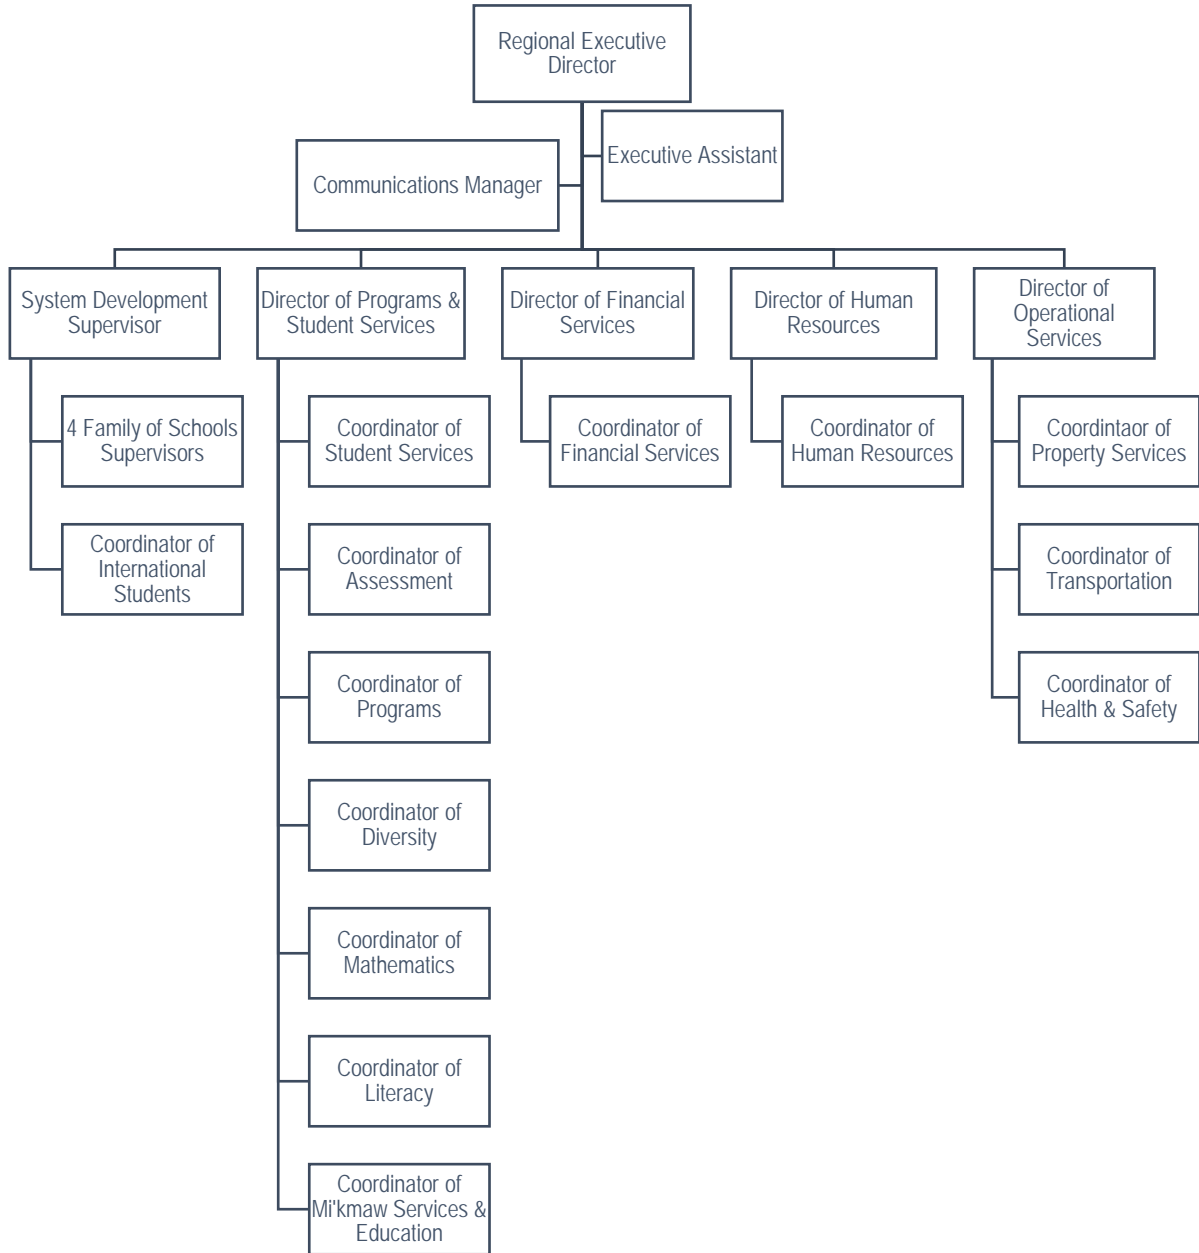 Regional Executive
Director
Executive Assistant
Communications Manager
System Development
Supervisor
Director of Programs &
Student Services
Director of Financial
Services
Director of Human
Resources
Director of
Operational
Services
4 Family of Schools
Supervisors
Coordinator of
International
Students
Coordinator of
Student Services
Coordinator of
Assessment
Coordinator of
Programs
Coordinator of
Diversity
Coordinator of
Mathematics
Coordinator of
Literacy
Coordinator of
Mi'kmaw Services &
Education
Coordinator of
Financial Services
Coordinator of
Human Resources
Coordintaor of
Property Services
Coordinator of
Transportation
Coordinator of
Health & Safety